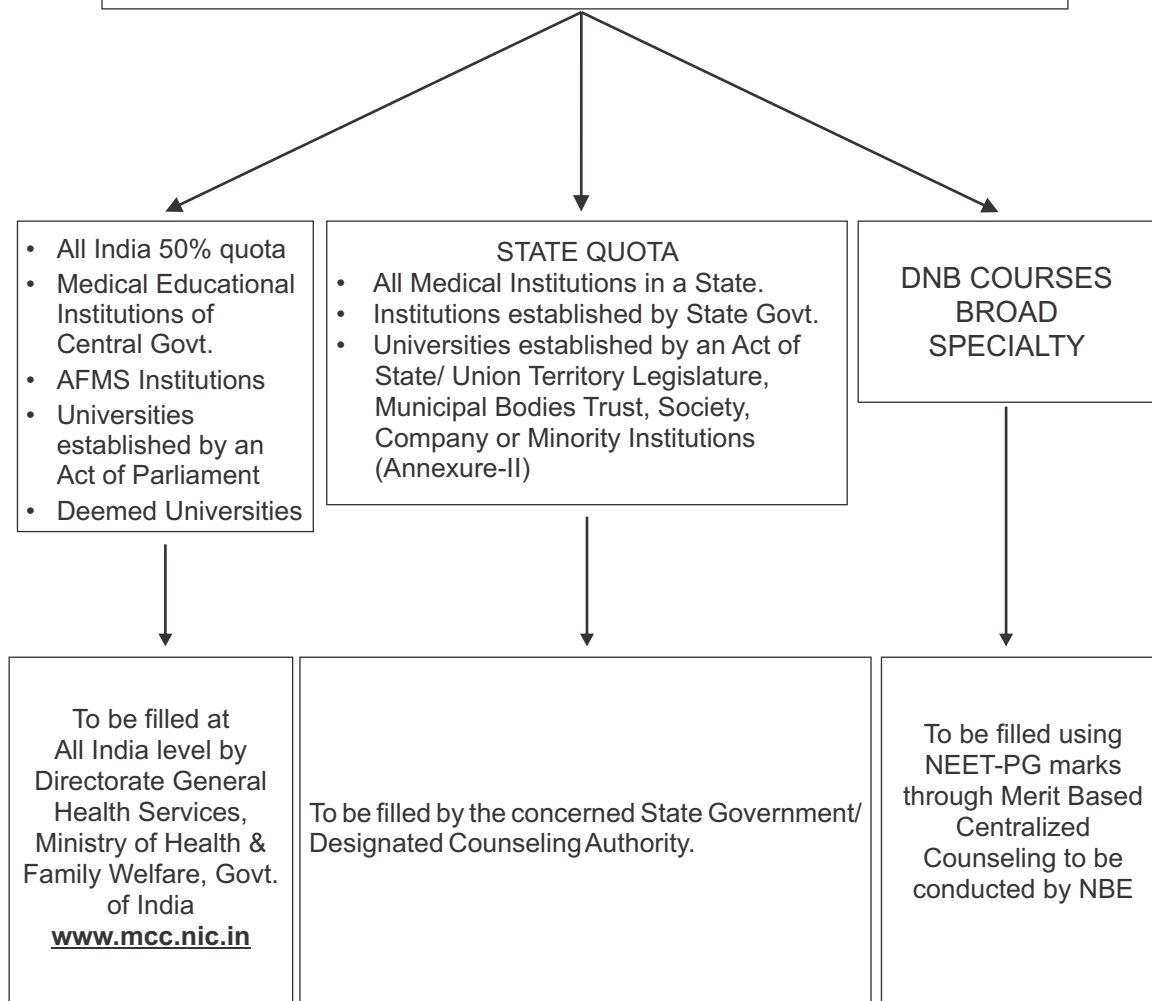 • All India 50% quota
• Medical Educational
Institutions of
Central Govt.
• AFMS Institutions
• Universities
established by an
Act of Parliament
• Deemed Universities
STATE QUOTA
• All Medical Institutions in a State.
• Institutions established by State Govt.
• Universities established by an Act of
State/ Union Territory Legislature,
Municipal Bodies Trust, Society,
Company or Minority Institutions
(Annexure-II)
DNB COURSES
BROAD
SPECIALTY
To be filled at
All India level by
Directorate General
Health Services,
Ministry of Health &
Family Welfare, Govt.
of India
www.mcc.nic.in
To be filled by the concerned State Government/
Designated Counseling Authority.
To be filled using
NEET-PG marks
through Merit Based
Centralized
Counseling to be
conducted by NBE